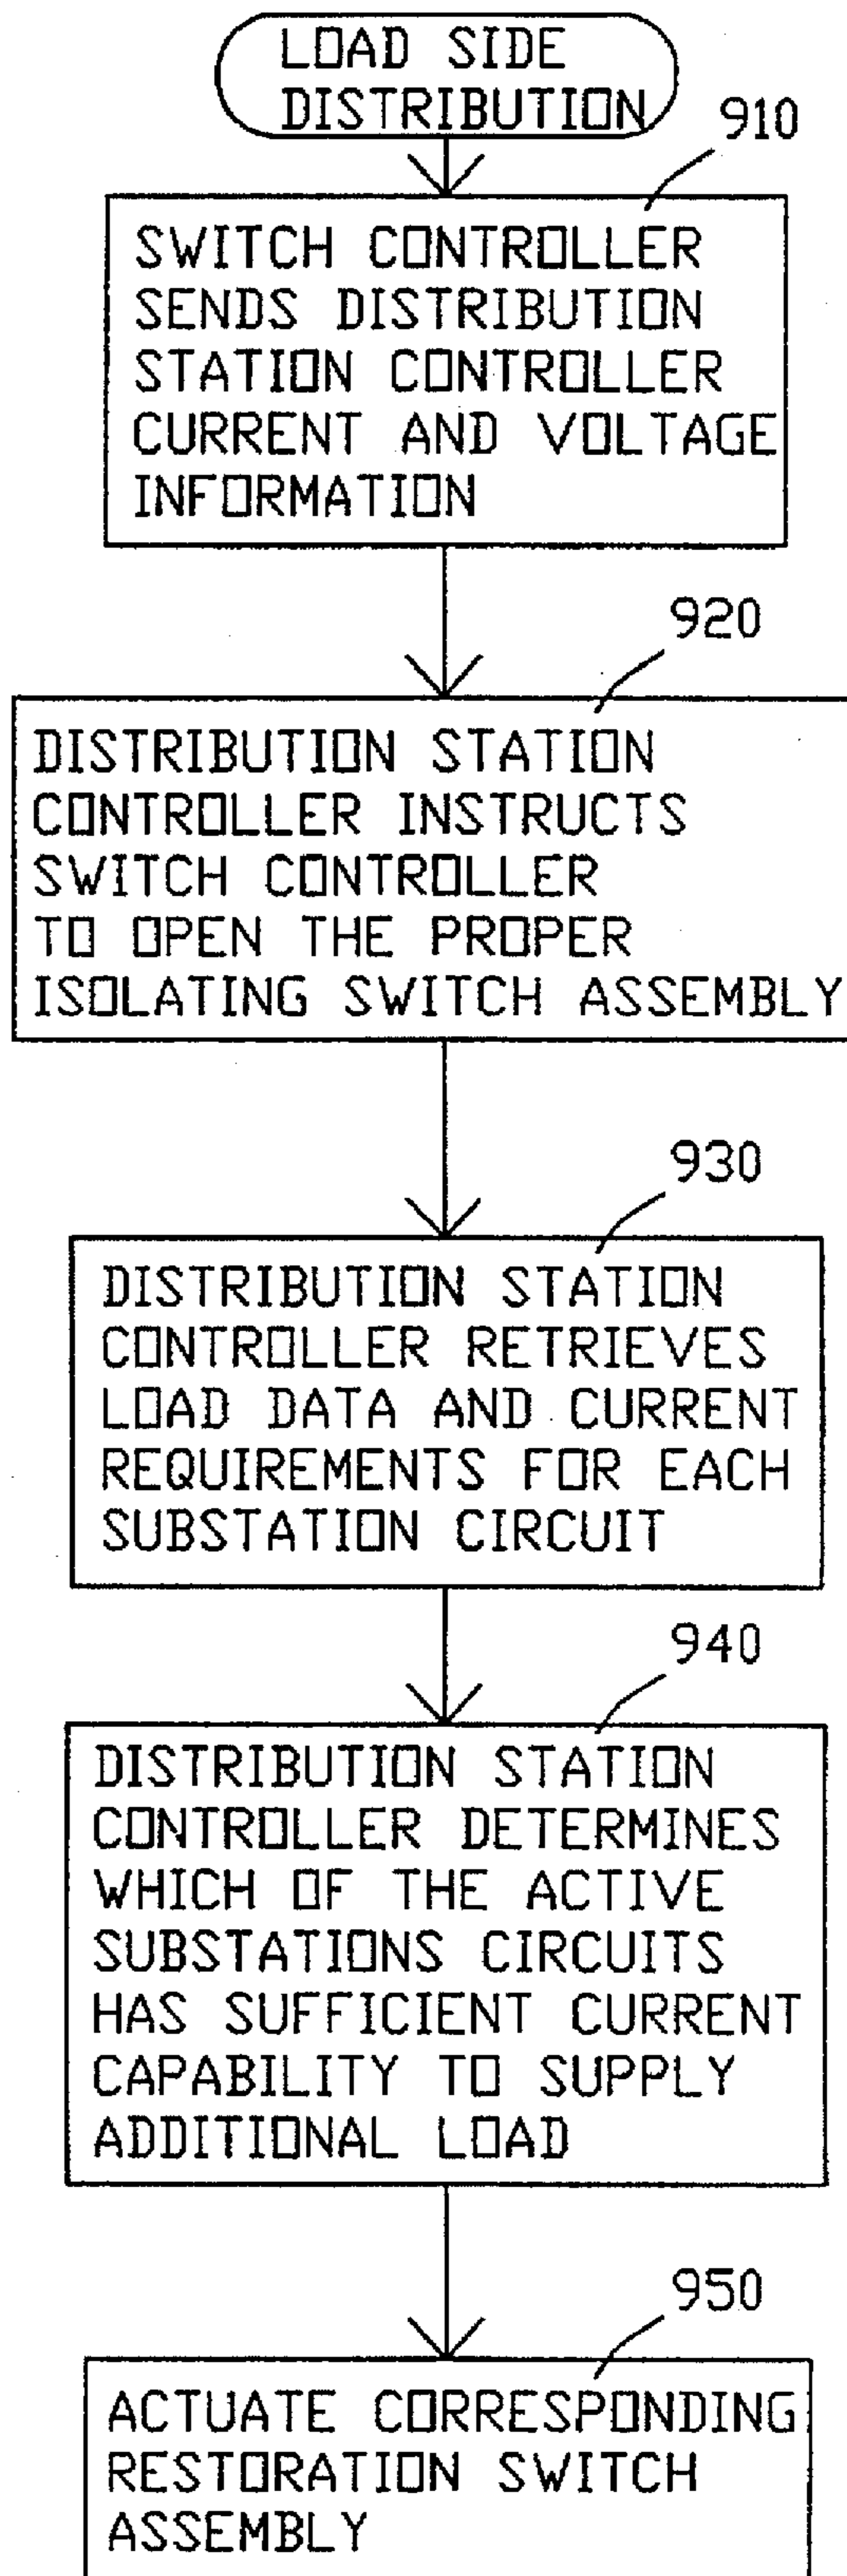 LOAD SIDE
DISTRIBUTION
910
SWITCH CONTROLLER
SENDS DISTRIBUTION
STATION CONTROLLER
CURRENT AND VOLTAGE
INFORMATION
920
DISTRIBUTION STATION
CONTROLLER INSTRUCTS
SWITCH CONTROLLER
TO OPEN THE PROPER
ISOLATING SWITCH ASSEMBLY
930
DISTRIBUTION STATION
CONTROLLER RETRIEVES
LOAD DATA AND CURRENT
REQUIREMENTS FOR EACH
SUBSTATION CIRCUIT
940
DISTRIBUTION STATION
CONTROLLER DETERMINES
WHICH OF THE ACTIVE
SUBSTATIONS CIRCUITS
HAS SUFFICIENT CURRENT
CAPABILITY TO SUPPLY
ADDITIONAL LOAD
950
ACTUATE CORRESPONDING
RESTORATION SWITCH
ASSEMBLY